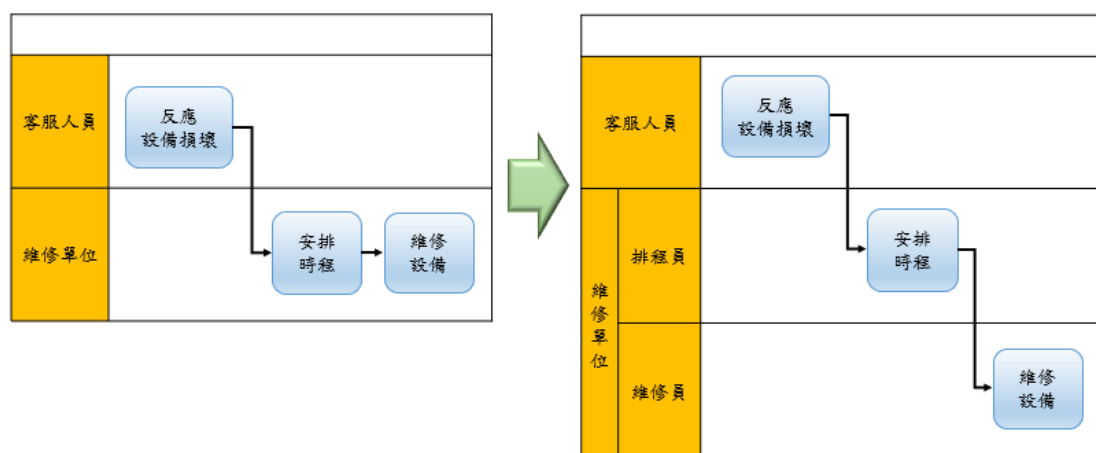 客服人員
反應
設備損壞
維修單位
安排
時程
維修
設備
客服人員
反應
設備損壞
維修單位
排程員
安排
時程
維修員
維修
設備